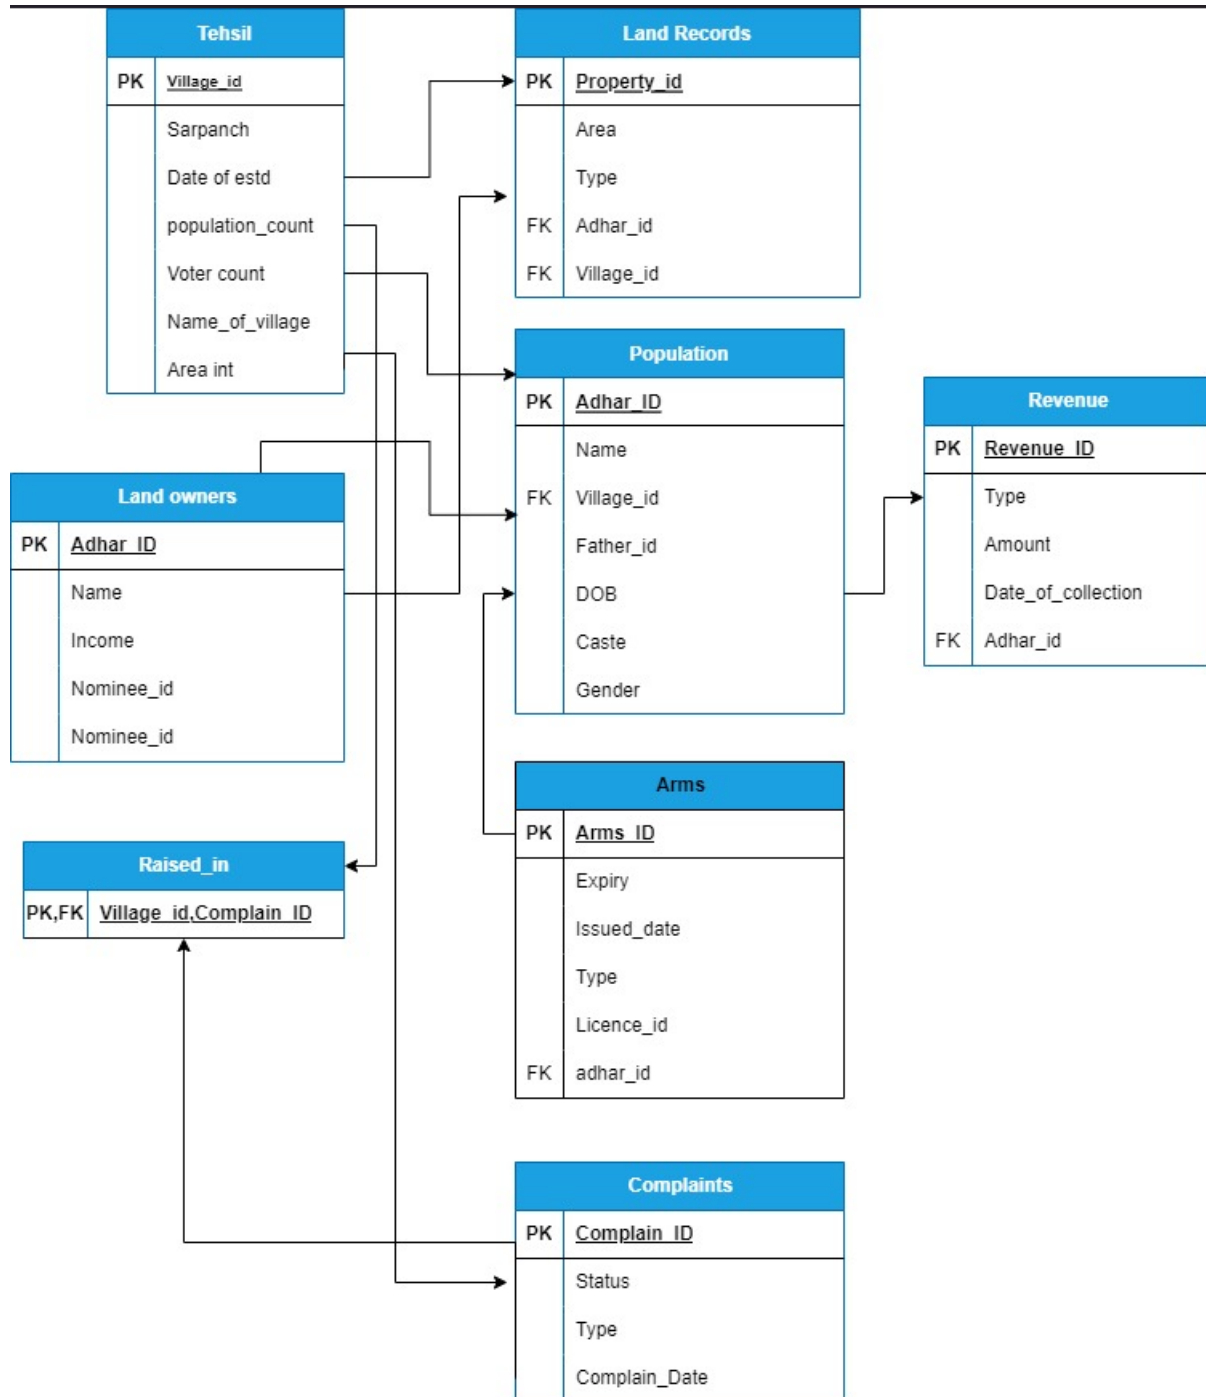 Tehsil
PK Village_id
Sarpanch
Date of estd
population_count
Voter count
Name_of_village
Area int
Land Records
PK Property_id
Area
Type
FK Adhar_id
FK Village_id
Population
PK Adhar_ID
Name
FK Village_id
Father_id
DOB
Caste
Gender
Revenue
PK Revenue_ID
Type
Amount
Date_of_collection
FK Adhar_id
Land owners
PK Adhar_ID
Name
Income
Nominee_id
Nominee_id
Arms
PK Arms_ID
Expiry
Issued_date
Type
Licence_id
FK adhar_id
Raised_in
PK,FK Village_id,Complain_ID
Complaints
PK Complain_ID
Status
Type
Complain_Date